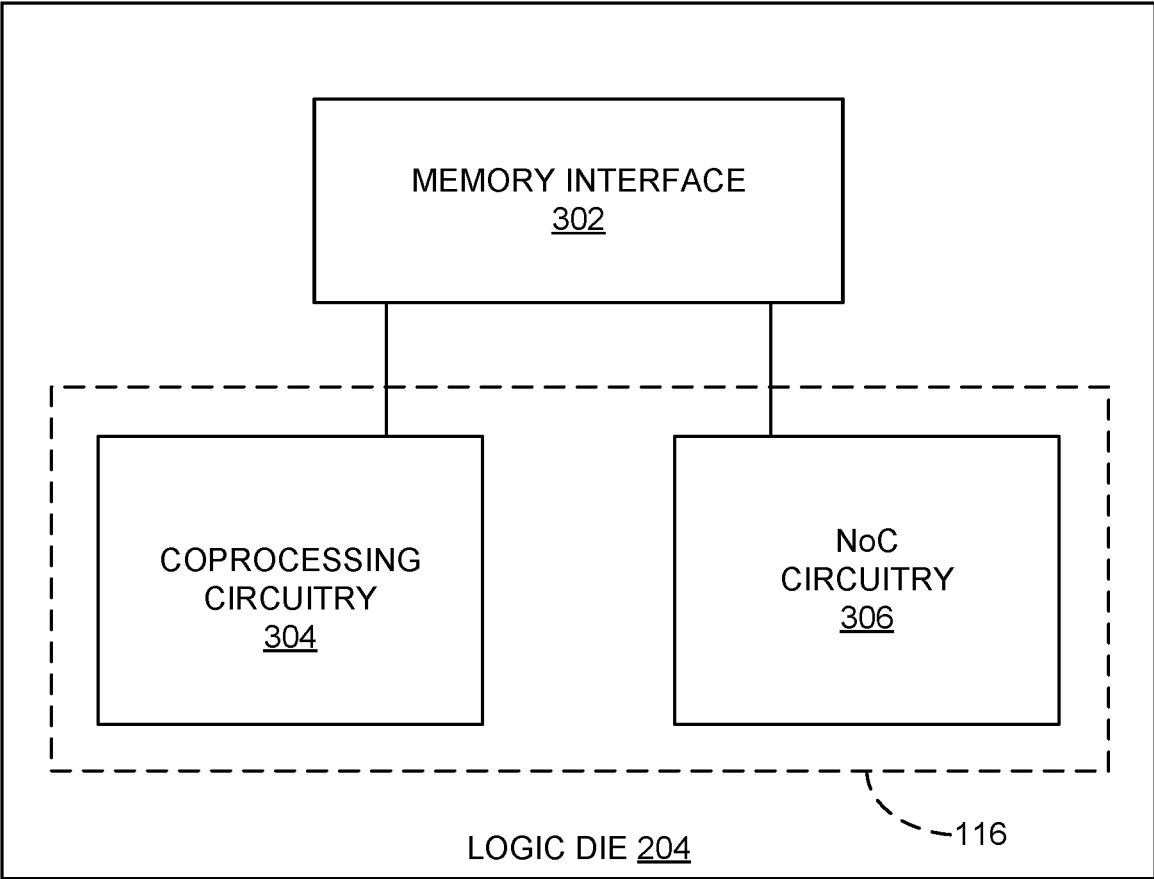 MEMORY INTERFACE
302
COPROCESSING
CIRCUITRY
304
NoC
CIRCUITRY
306
116
LOGIC DIE 204